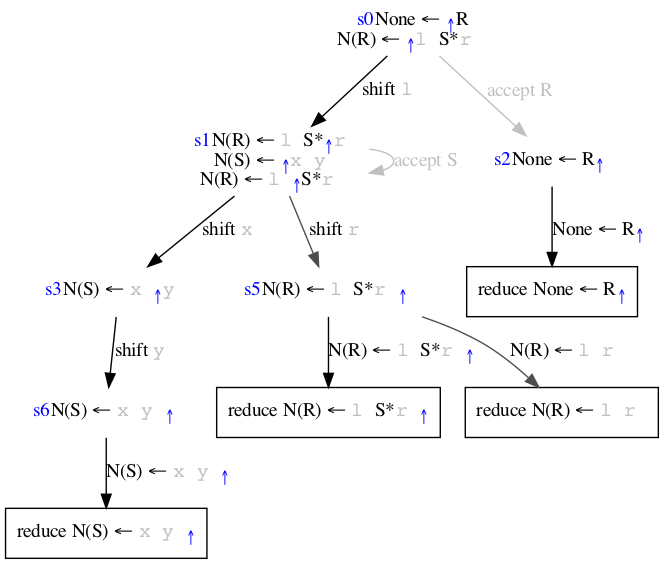 s0None ← ↑R
N(R) ← ↑l S*r
shift l
accept R
s1N(R) ← l S*↑r
N(S) ← ↑x y
N(R) ← l ↑S*r
accept S
s2None ← R↑
shift x
shift r
None ← R↑
s3N(S) ← x ↑y
s5N(R) ← l S*r ↑
reduce None ← R↑
shift y
N(R) ← l S*r ↑
N(R) ← l r
s6N(S) ← x y ↑
reduce N(R) ← l S*r ↑
reduce N(R) ← l r
N(S) ← x y ↑
reduce N(S) ← x y ↑